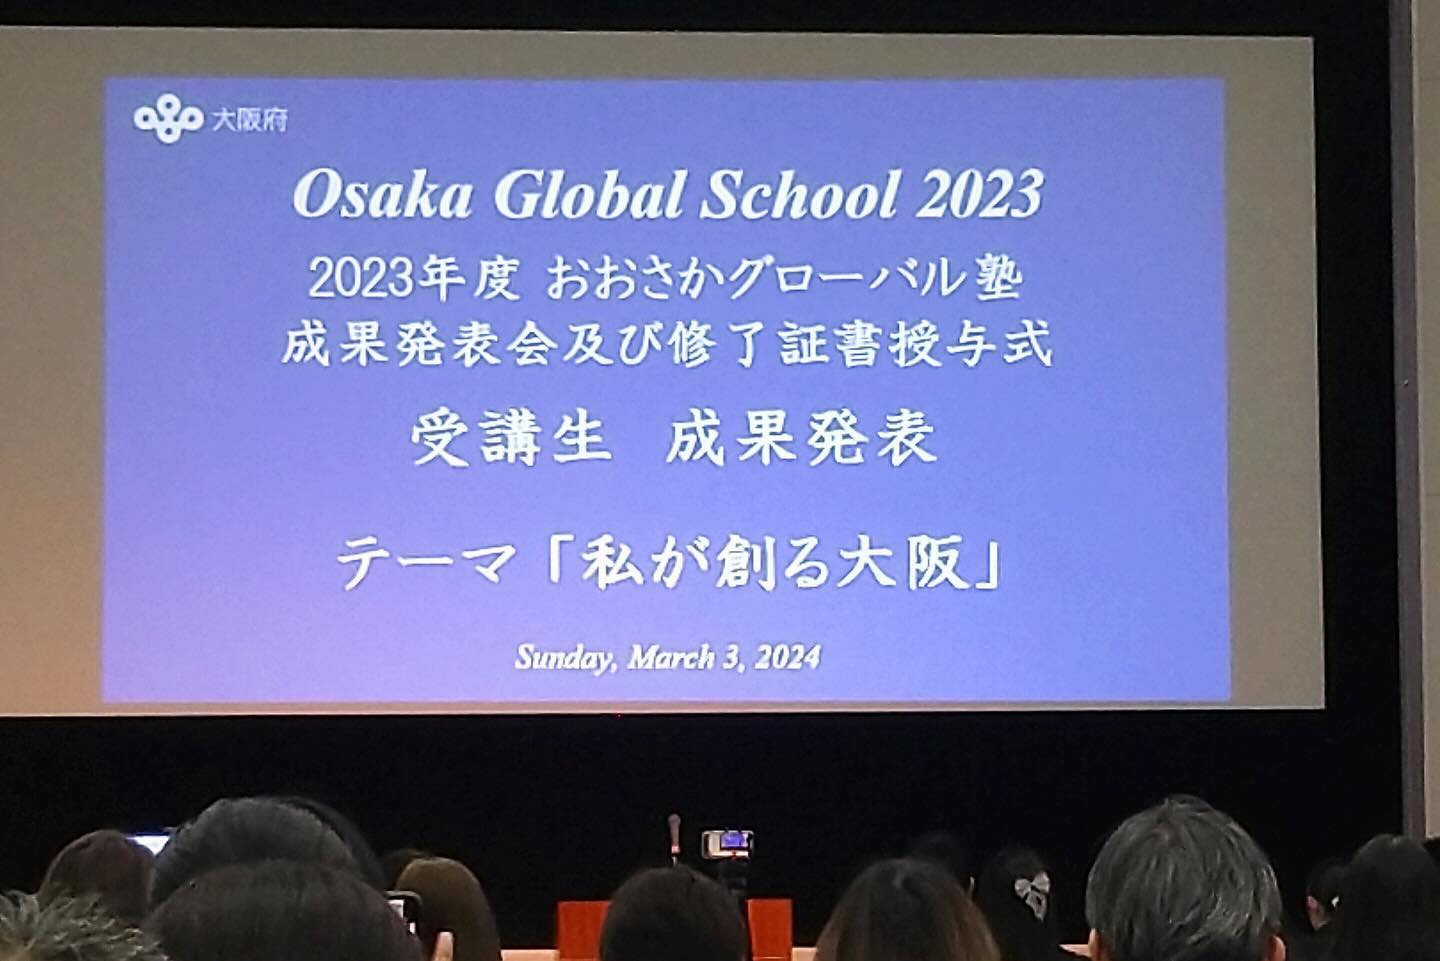 大阪府
Osaka Global School 2023
2023年度 おおさかグローバル塾
成果発表会及び修了証書授与式
受講生 成果発表
テーマ「私が創る大阪」
Sunday, March 3, 2024